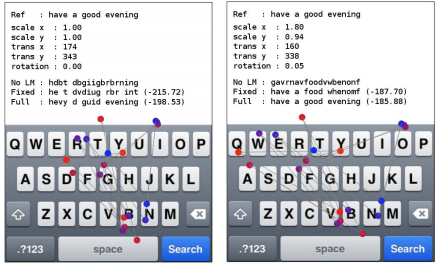 Ref : have a good evening
scale x : 1.00
scale y : 1.00
trans x : 174
trans y : 343
rotation : 0.00
No LM : hdbt dbgiigbrbrning
Fixed : he t dvdiug rbr int (-215.72)
Full : hevy d guid evening (-198.53)
Q W E R T Y U I O P
A S D F G H J K L
Z X C V B N M
.?123 space Search
Ref : have a good evening
scale x : 1.80
scale y : 0.94
trans x : 160
trans y : 338
rotation : 0.05
No LM : gavrnavfoodvwbenonf
Fixed : have a food whenomf (-187.70)
Full : have a good evening (-185.88)
Q W E R T Y U I O P
A S D F G H J K L
Z X C V B N M
.?123 space Search